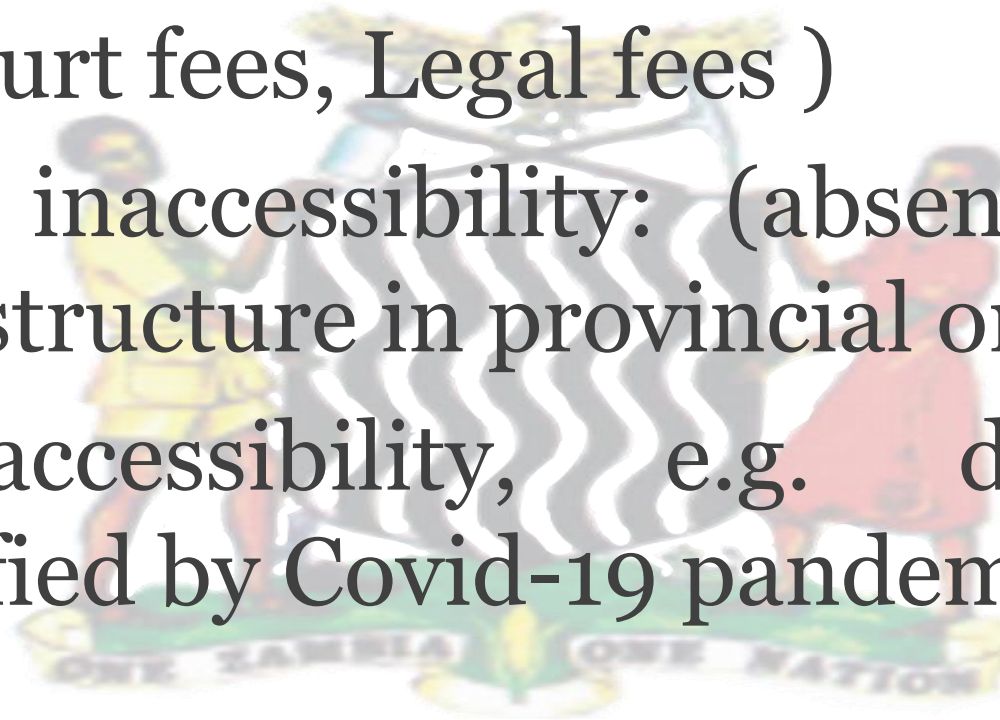 urt fees, Legal fees )
inaccessibility: (absen
structure in provincial or
accessibility, e.g. d
fied by Covid-19 pandem
ONE ZAMBIA ONE NATION